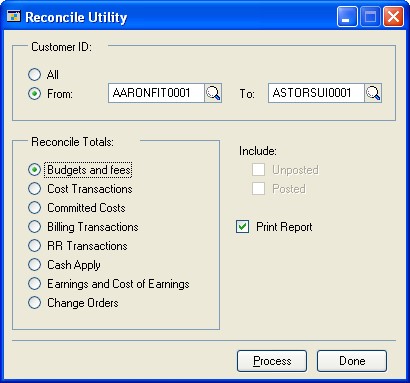 Reconcile Utility
Customer ID:
All
From: AARONFIT0001 To: ASTORSUI0001
Reconcile Totals:
Budgets and fees
Cost Transactions
Committed Costs
Billing Transactions
RR Transactions
Cash Apply
Earnings and Cost of Earnings
Change Orders
Include:
Unposted
Posted
Print Report
Process Done